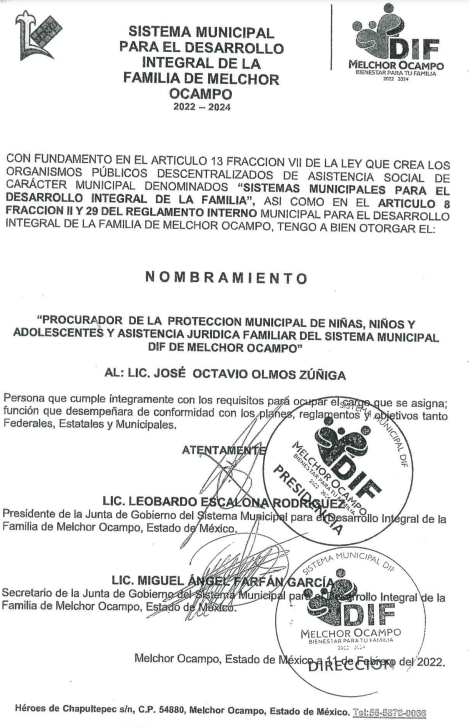 SISTEMA MUNICIPAL
PARA EL DESARROLLO
INTEGRAL DE LA
FAMILIA DE MELCHOR
OCAMPO
2022 – 2024
DIF
MELCHOR OCAMPO
BIENESTAR PARA TU FAMILIA
2022 2024
CON FUNDAMENTO EN EL ARTICULO 13 FRACCION VII DE LA LEY QUE CREA LOS
ORGANISMOS PÚBLICOS DESCENTRALIZADOS DE ASISTENCIA SOCIAL DE
CARÁCTER MUNICIPAL DENOMINADOS “SISTEMAS MUNICIPALES PARA EL
DESARROLLO INTEGRAL DE LA FAMILIA”, ASI COMO EN EL ARTICULO 8
FRACCION II Y 29 DEL REGLAMENTO INTERNO MUNICIPAL PARA EL DESARROLLO
INTEGRAL DE LA FAMILIA DE MELCHOR OCAMPO, TENGO A BIEN OTORGAR EL:
NOMBRAMIENTO
“PROCURADOR DE LA PROTECCION MUNICIPAL DE NIÑAS, NIÑOS Y
ADOLESCENTES Y ASISTENCIA JURIDICA FAMILIAR DEL SISTEMA MUNICIPAL
DIF DE MELCHOR OCAMPO”
AL: LIC. JOSÉ OCTAVIO OLMOS ZÚÑIGA
Persona que cumple íntegramente con los requisitos para ocupar el cargo que se asigna;
función que desempeñara de conformidad con los planes, reglamentos y objetivos tanto
Federales, Estatales y Municipales.
ATENTAMENTE
SISTEMA MUNICIPAL DIF
DIF
MELCHOR OCAMPO
BIENESTAR PARA TU FAMILIA
2022 2024
PRESIDENCIA
LIC. LEOBARDO ESCALONA RODRÍGUEZ
Presidente de la Junta de Gobierno del Sistema Municipal para el Desarrollo Integral de la
Familia de Melchor Ocampo, Estado de México.
SISTEMA MUNICIPAL DIF
DIF
MELCHOR OCAMPO
BIENESTAR PARA TU FAMILIA
2022 2024
DIRECCIÓN
LIC. MIGUEL ÁNGEL FARFÁN GARCÍA
Secretario de la Junta de Gobierno del Sistema Municipal para el Desarrollo Integral de la
Familia de Melchor Ocampo, Estado de México.
Melchor Ocampo, Estado de México a 11 de Febrero del 2022.
Héroes de Chapultepec s/n, C.P. 54880, Melchor Ocampo, Estado de México.